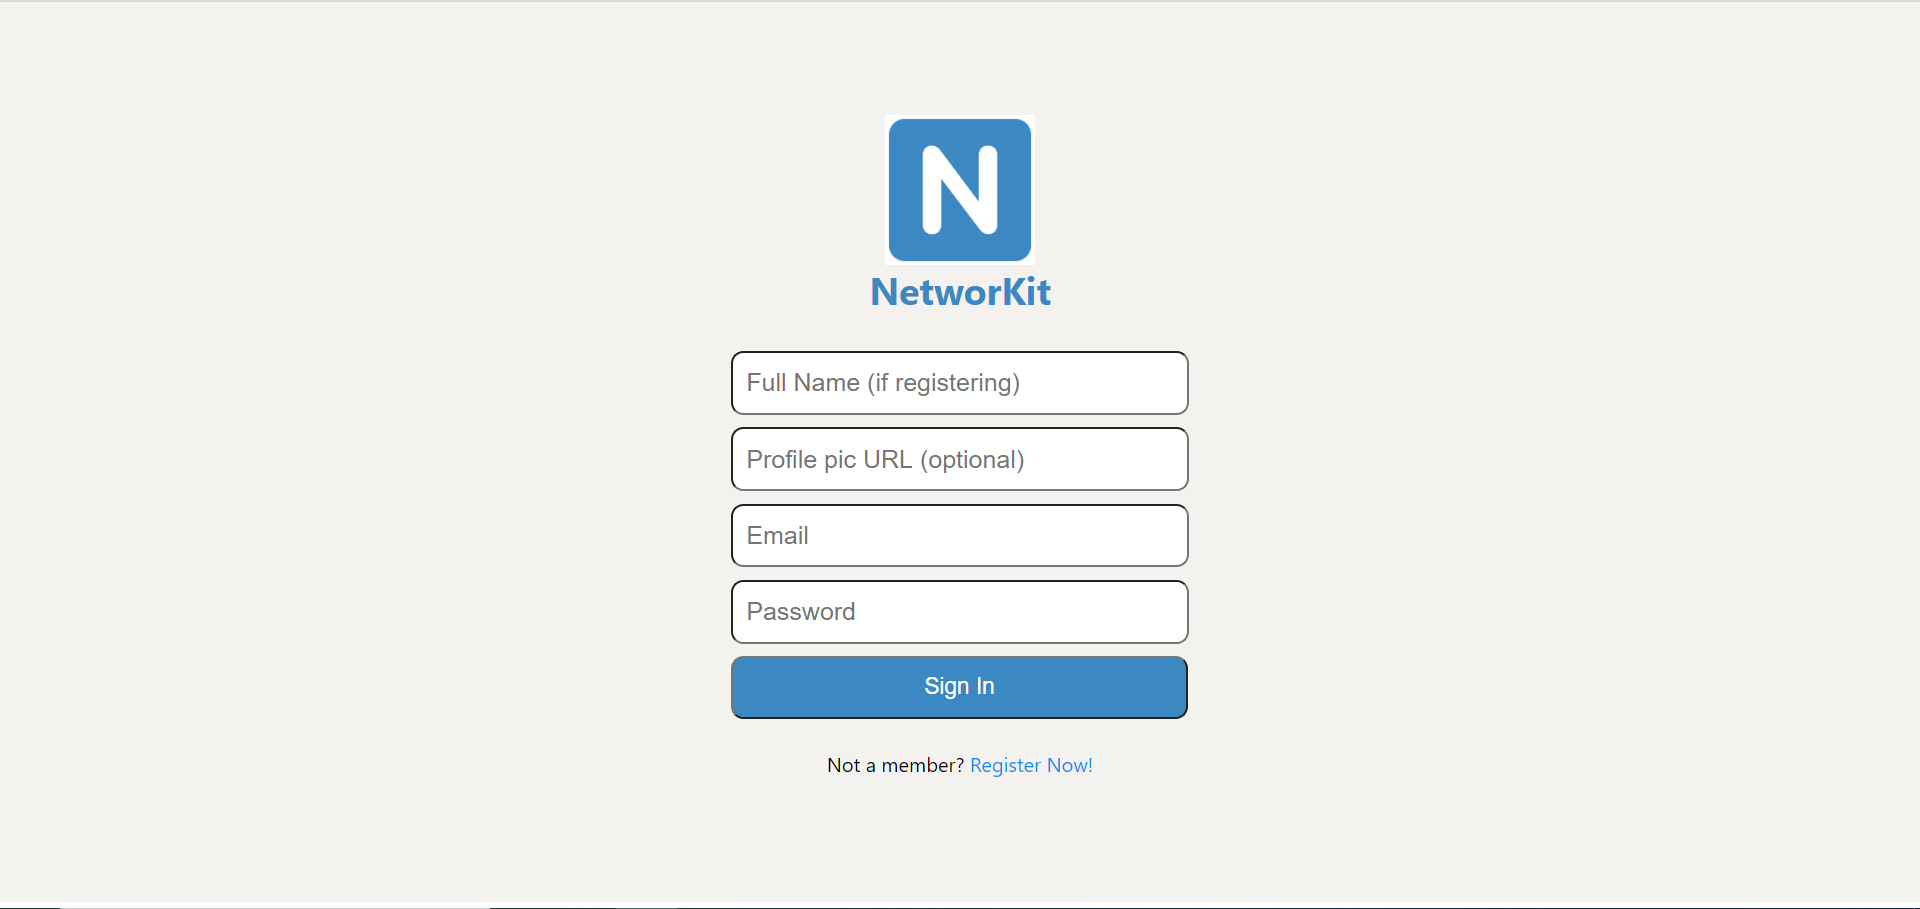 N
NetworKit
Full Name (if registering)
Profile pic URL (optional)
Email
Password
Sign In
Not a member? Register Now!